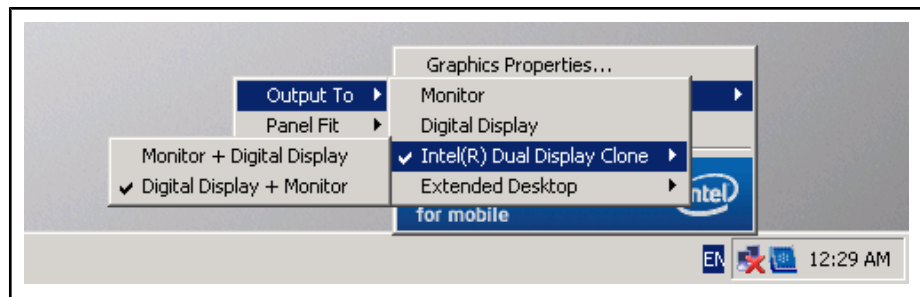 Graphics Properties...
Output To
Monitor
Panel Fit
Digital Display
Monitor + Digital Display
Intel(R) Dual Display Clone
Digital Display + Monitor
Extended Desktop
for mobile
intel
EN
12:29 AM